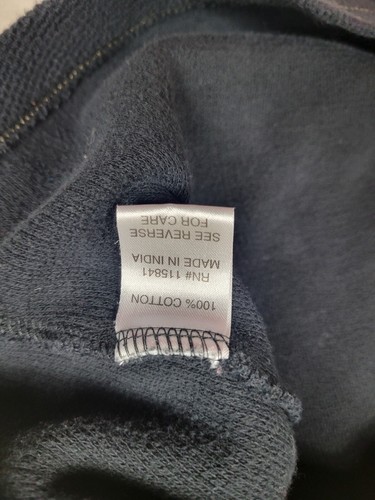 100% COTTON
RN# 115841
MADE IN INDIA
SEE REVERSE
FOR CARE